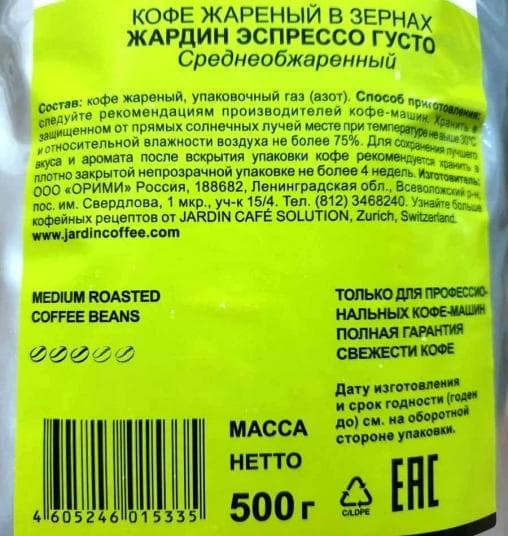 КОФЕ ЖАРЕНЫЙ В ЗЕРНАХ
ЖАРДИН ЭСПРЕССО ГУСТО
Среднеобжаренный
Состав: кофе жареный, упаковочный газ (азот). Способ приготовления:
следуйте рекомендациям производителей кофе-машин. Хранить в
защищенном от прямых солнечных лучей месте при температуре не выше 30°С
и относительной влажности воздуха не более 75%. Для сохранения лучшего
вкуса и аромата после вскрытия упаковки кофе рекомендуется хранить в
плотно закрытой непрозрачной упаковке не более 4 недель. Изготовитель:
ООО «ОРИМИ» Россия, 188682, Ленинградская обл., Всеволожский р-н,
пос. им. Свердлова, 1 мкр., уч-к 15/4. Тел. (812) 3468240. Узнайте больше
кофейных рецептов от JARDIN CAFÉ SOLUTION, Zurich, Switzerland.
www.jardincoffee.com
MEDIUM ROASTED
COFFEE BEANS
ТОЛЬКО ДЛЯ ПРОФЕССИО-
НАЛЬНЫХ КОФЕ-МАШИН
ПОЛНАЯ ГАРАНТИЯ
СВЕЖЕСТИ КОФЕ
Дату изготовления
и срок годности (годен
до) см. на оборотной
стороне упаковки.
МАССА
НЕТТО
500 г
C/LDPE
EAC
4 605246 015335